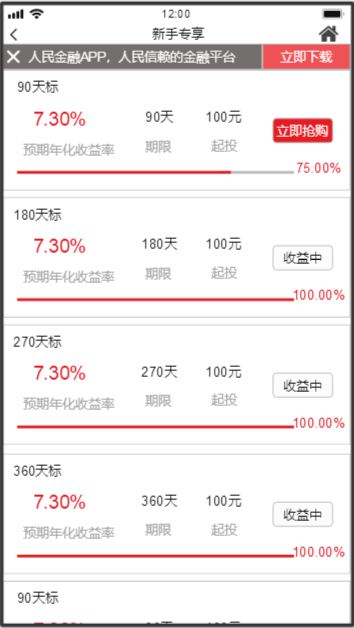 12:00
新手专享
人民金融APP，人民信赖的金融平台 立即下载
90天标
7.30% 90天 100元 立即抢购
预期年化收益率 期限 起投
75.00%
180天标
7.30% 180天 100元 收益中
预期年化收益率 期限 起投
100.00%
270天标
7.30% 270天 100元 收益中
预期年化收益率 期限 起投
100.00%
360天标
7.30% 360天 100元 收益中
预期年化收益率 期限 起投
100.00%
90天标